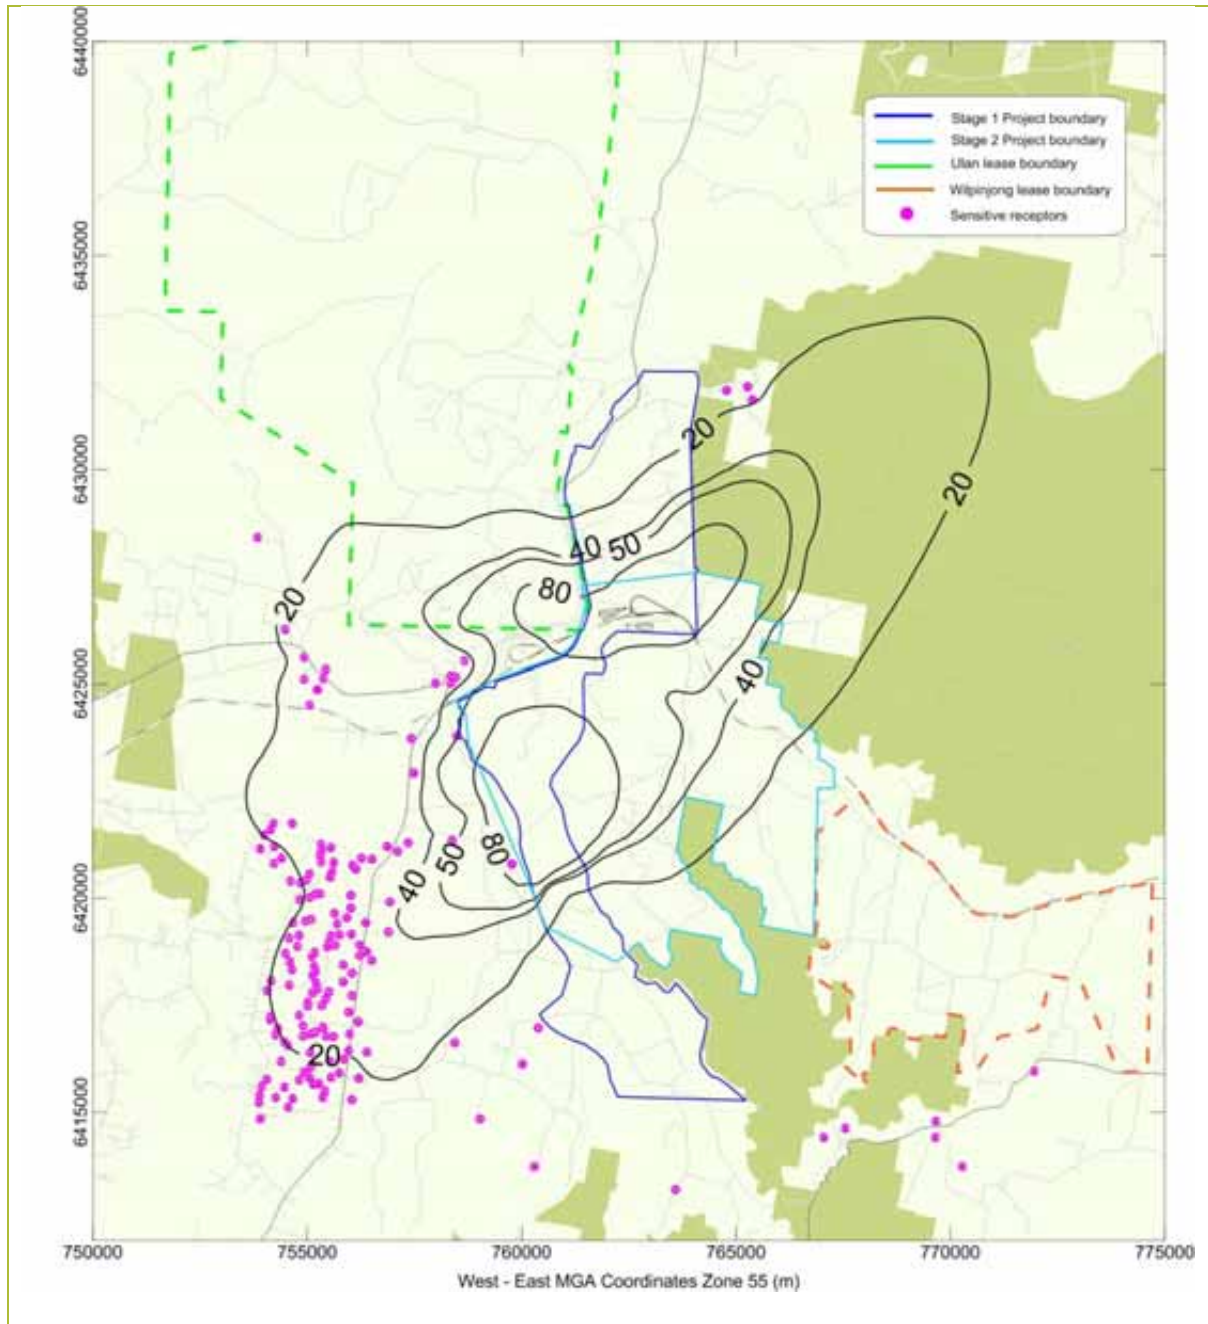 6440000
Stage 1 Project boundary
Stage 2 Project boundary
Ulan lease boundary
Wilpinjong lease boundary
Sensitive receptors
6435000
20
6430000
20
40 50
80
20
6425000
40
80
50
40
6420000
20
6415000
750000 755000 760000 765000 770000 775000
West - East MGA Coordinates Zone 55 (m)